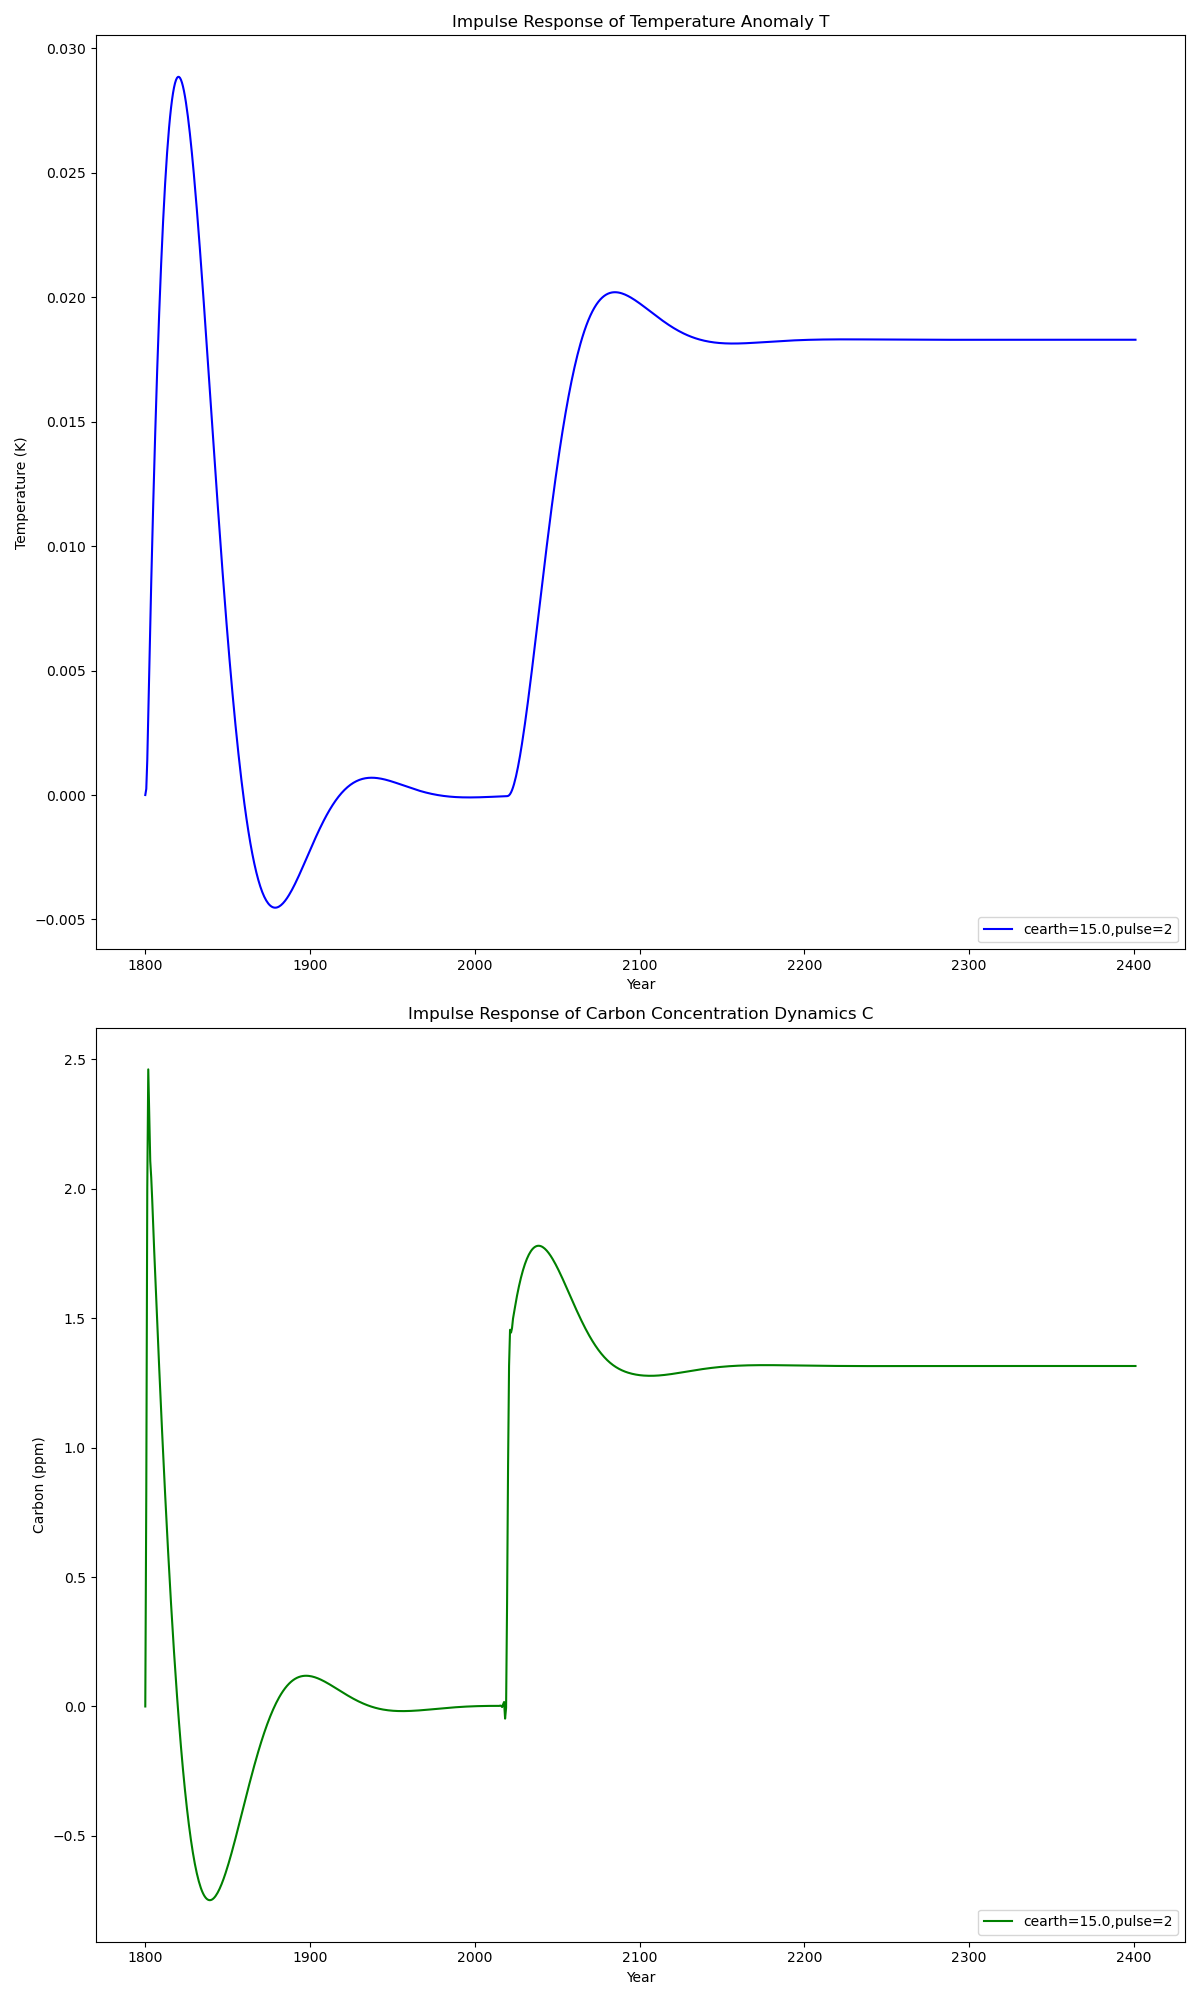 Impulse Response of Temperature Anomaly T
0.030
0.025
0.020
0.015
0.010
0.005
0.000
−0.005
Temperature (K)
cearth=15.0,pulse=2
1800 1900 2000 2100 2200 2300 2400
Year
Impulse Response of Carbon Concentration Dynamics C
2.5
2.0
1.5
1.0
0.5
0.0
−0.5
Carbon (ppm)
cearth=15.0,pulse=2
1800 1900 2000 2100 2200 2300 2400
Year